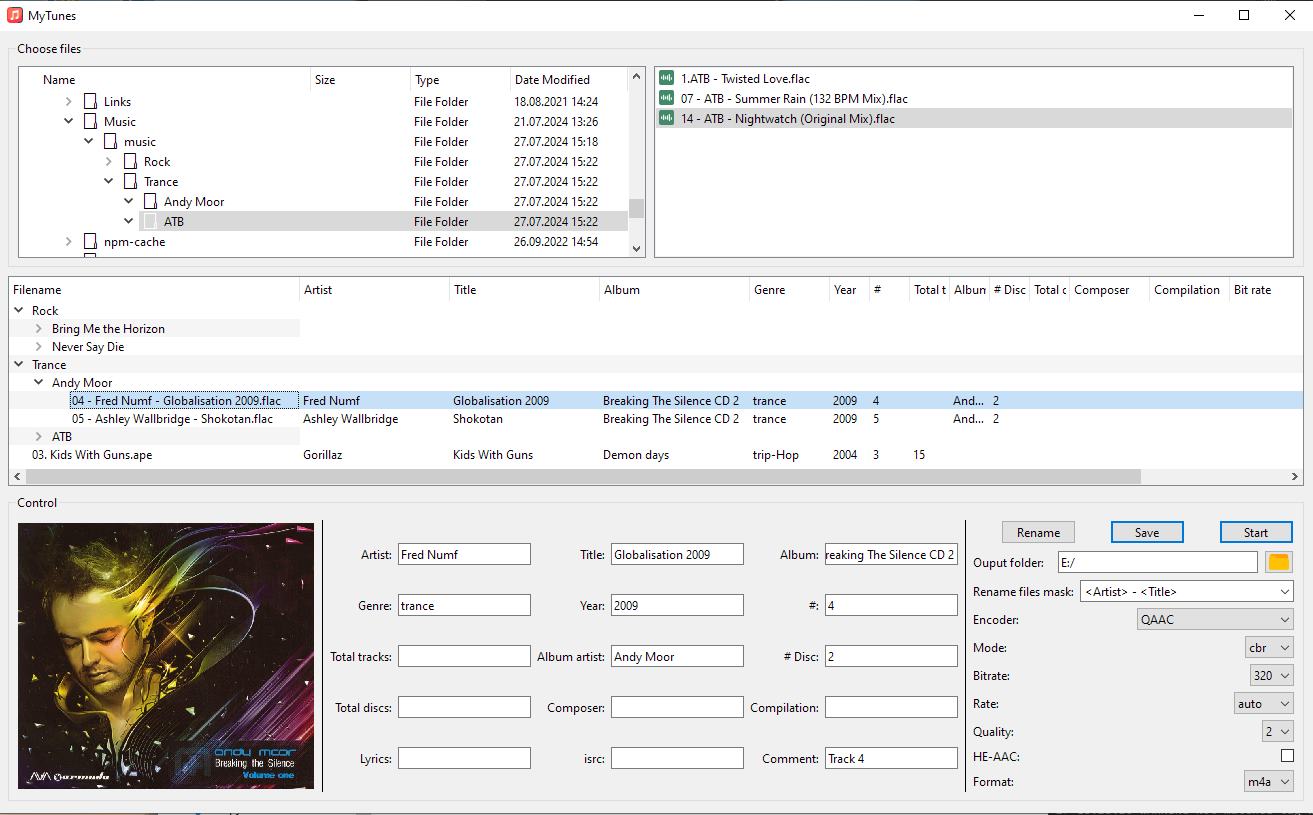 MyTunes
Choose files
Name Size Type Date Modified
Links File Folder 18.08.2021 14:24
Music File Folder 21.07.2024 13:26
music File Folder 27.07.2024 15:18
Rock File Folder 27.07.2024 15:22
Trance File Folder 27.07.2024 15:22
Andy Moor File Folder 27.07.2024 15:22
ATB File Folder 27.07.2024 15:22
npm-cache File Folder 26.09.2022 14:54
1.ATB - Twisted Love.flac
07 - ATB - Summer Rain (132 BPM Mix).flac
14 - ATB - Nightwatch (Original Mix).flac
Filename Artist Title Album Genre Year # Total t Album # Disc Total c Composer Compilation Bit rate
Rock
Bring Me the Horizon
Never Say Die
Trance
Andy Moor
04 - Fred Numf - Globalisation 2009.flac Fred Numf Globalisation 2009 Breaking The Silence CD 2 trance 2009 4 And... 2
05 - Ashley Wallbridge - Shokotan.flac Ashley Wallbridge Shokotan Breaking The Silence CD 2 trance 2009 5 And... 2
ATB
03. Kids With Guns.ape Gorillaz Kids With Guns Demon days trip-Hop 2004 3 15
Control
andy moor
Breaking the Silence
Volume one
armada
Artist: Fred Numf Title: Globalisation 2009 Album: reaking The Silence CD 2
Genre: trance Year: 2009 #: 4
Total tracks: Album artist: Andy Moor # Disc: 2
Total discs: Composer: Compilation:
Lyrics: isrc: Comment: Track 4
Rename Save Start
Ouput folder: E:/
Rename files mask: <Artist> - <Title>
Encoder: QAAC
Mode: cbr
Bitrate: 320
Rate: auto
Quality: 2
HE-AAC:
Format: m4a